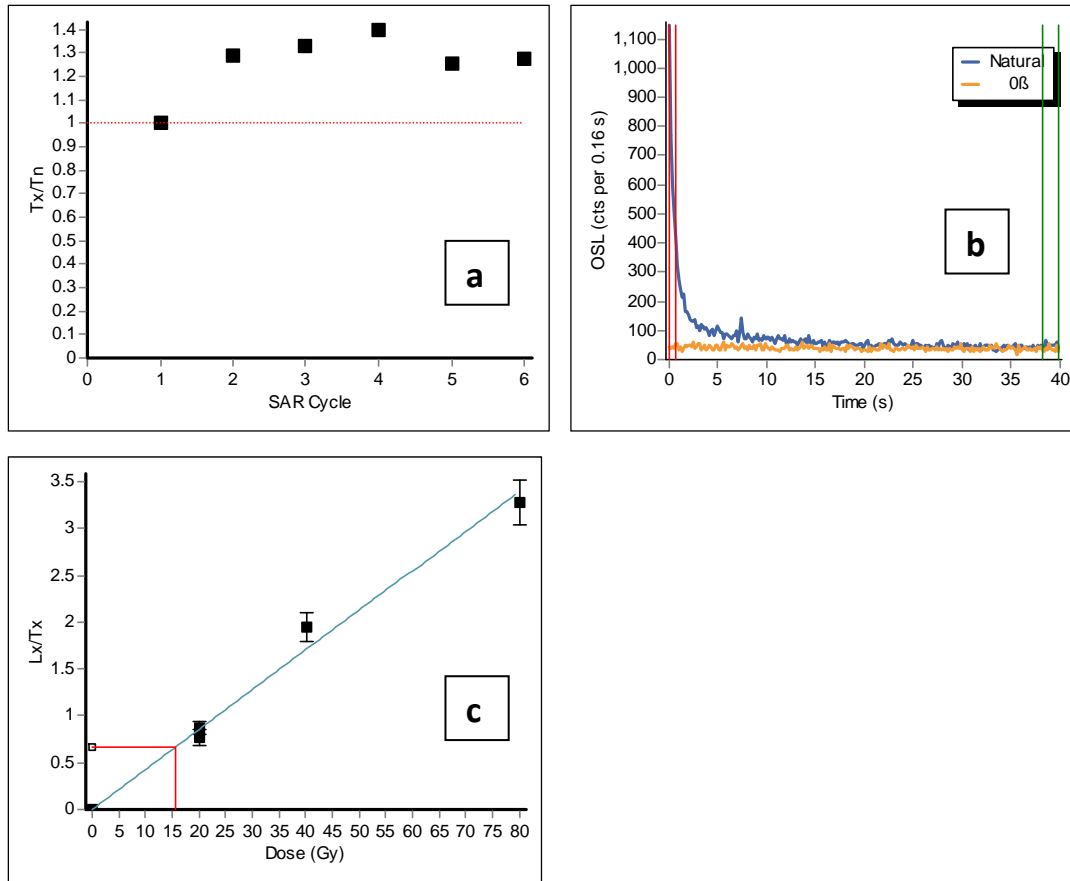 1.4
1.3
1.2
1.1
1
0.9
0.8
0.7
0.6
0.5
0.4
0.3
0.2
0.1
0
Tx/Tn
0 1 2 3 4 5 6
SAR Cycle
a
1,100
1,000
900
800
700
600
500
400
300
200
100
0
OSL (cts per 0.16 s)
Natural
0ß
0 5 10 15 20 25 30 35 40
Time (s)
b
3.5
3
2.5
2
1.5
1
0.5
0
Lx/Tx
0 5 10 15 20 25 30 35 40 45 50 55 60 65 70 75 80
Dose (Gy)
c